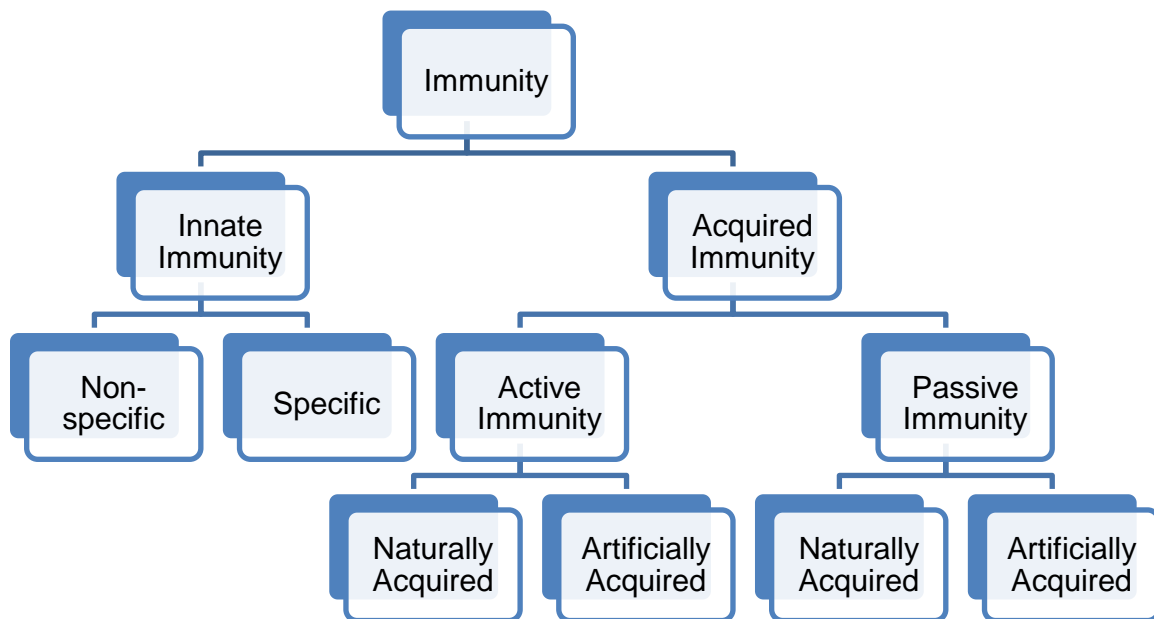 Immunity
Innate
Immunity
Acquired
Immunity
Non-
specific
Specific
Active
Immunity
Passive
Immunity
Naturally
Acquired
Artificially
Acquired
Naturally
Acquired
Artificially
Acquired